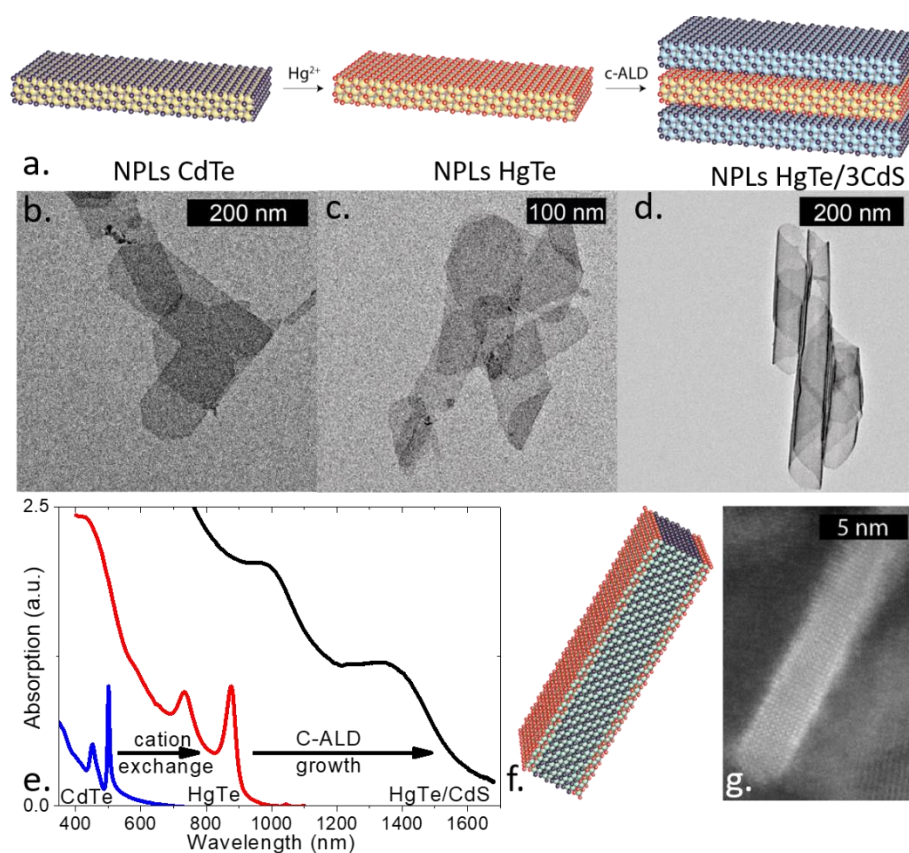 Hg²⁺
c-ALD
a.
NPLs CdTe
NPLs HgTe
NPLs HgTe/3CdS
b.
200 nm
c.
100 nm
d.
200 nm
2.5
Absorption (a.u.)
0.0
e.
cation
exchange
C-ALD
growth
CdTe
HgTe
HgTe/CdS
400 600 800 1000 1200 1400 1600
Wavelength (nm)
f.
5 nm
g.